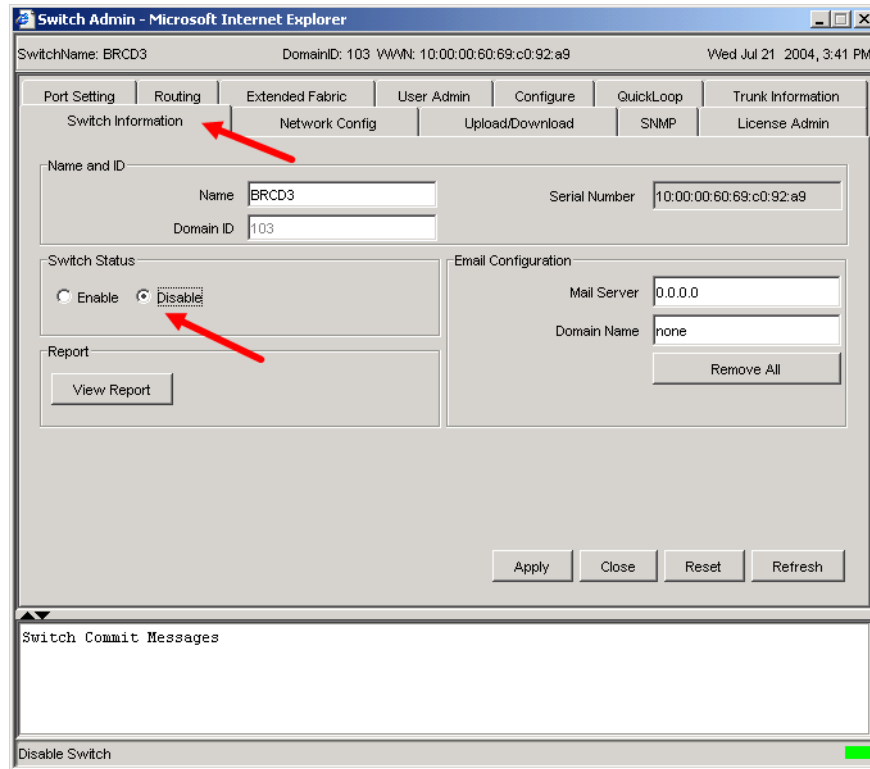 Switch Admin - Microsoft Internet Explorer
SwitchName: BRCD3 DomainID: 103 WWN: 10:00:00:60:69:c0:92:a9 Wed Jul 21 2004, 3:41 PM
Port Setting Routing Extended Fabric User Admin Configure QuickLoop Trunk Information
Switch Information Network Config Upload/Download SNMP License Admin
Name and ID
Name BRCD3 Serial Number 10:00:00:60:69:c0:92:a9
Domain ID 103
Switch Status Email Configuration
Enable Disable Mail Server 0.0.0.0
Domain Name none
Report
Remove All
View Report
Apply Close Reset Refresh
Switch Commit Messages
Disable Switch